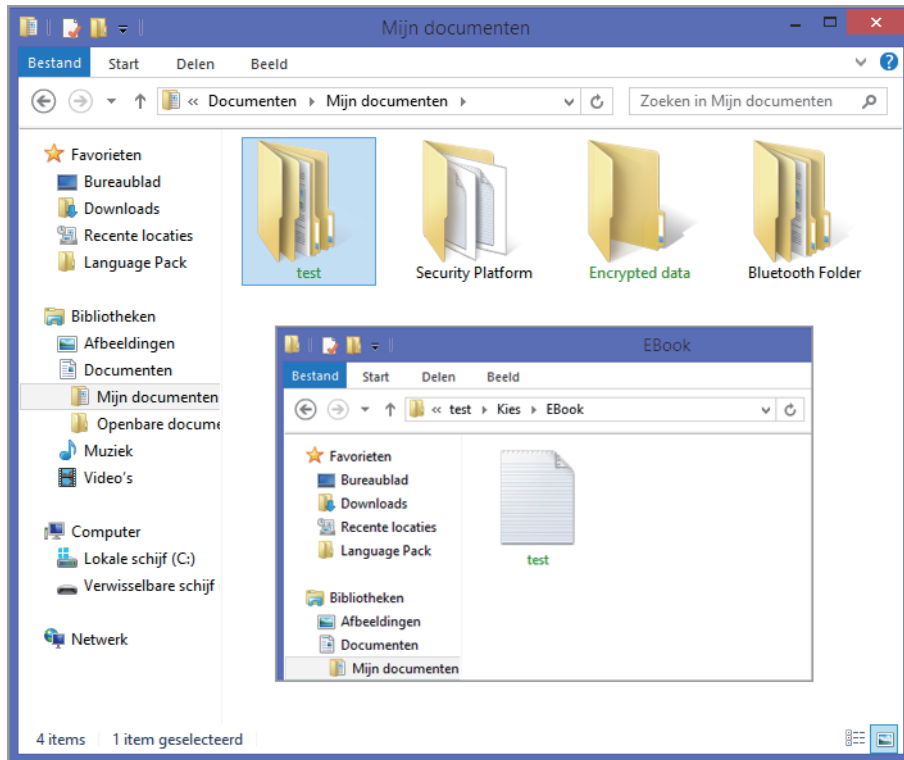 Mijn documenten
Bestand Start Delen Beeld
« Documenten Mijn documenten Zoeken in Mijn documenten
Favorieten
Bureaublad
Downloads
Recente locaties
Language Pack
Bibliotheken
Afbeeldingen
Documenten
Mijn documenten
Openbare docume
Muziek
Video's
Computer
Lokale schijf (C:)
Verwisselbare schijf
Netwerk
test Security Platform Encrypted data Bluetooth Folder
EBook
Bestand Start Delen Beeld
« test Kies EBook
Favorieten
Bureaublad
Downloads
Recente locaties
Language Pack
Bibliotheken
Afbeeldingen
Documenten
Mijn documenten
test
4 items 1 item geselecteerd